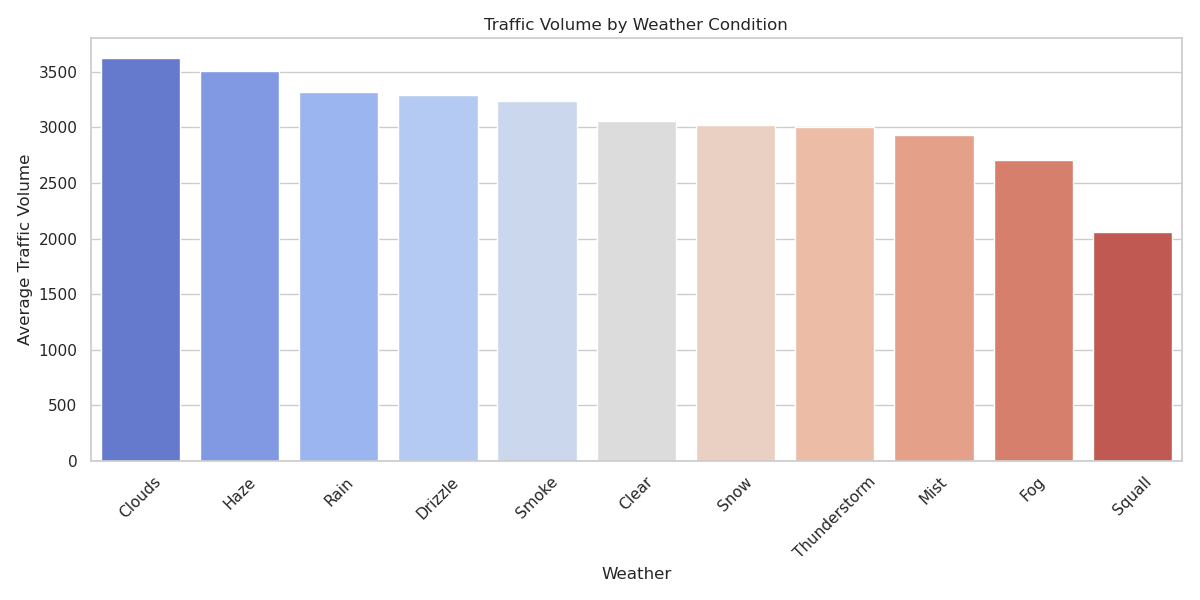 Traffic Volume by Weather Condition
Average Traffic Volume
3500
3000
2500
2000
1500
1000
500
0
Clouds
Haze
Rain
Drizzle
Smoke
Clear
Snow
Thunderstorm
Mist
Fog
Squall
Weather